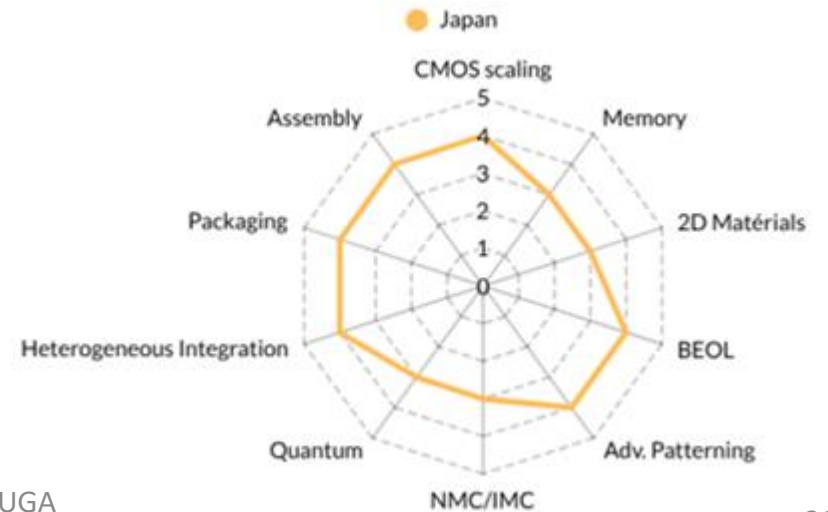 Japan
CMOS scaling
5
Assembly
Memory
4
3
Packaging
2
2D Matérials
1
0
Heterogeneous Integration
BEOL
Quantum
Adv. Patterning
NMC/IMC
UGA